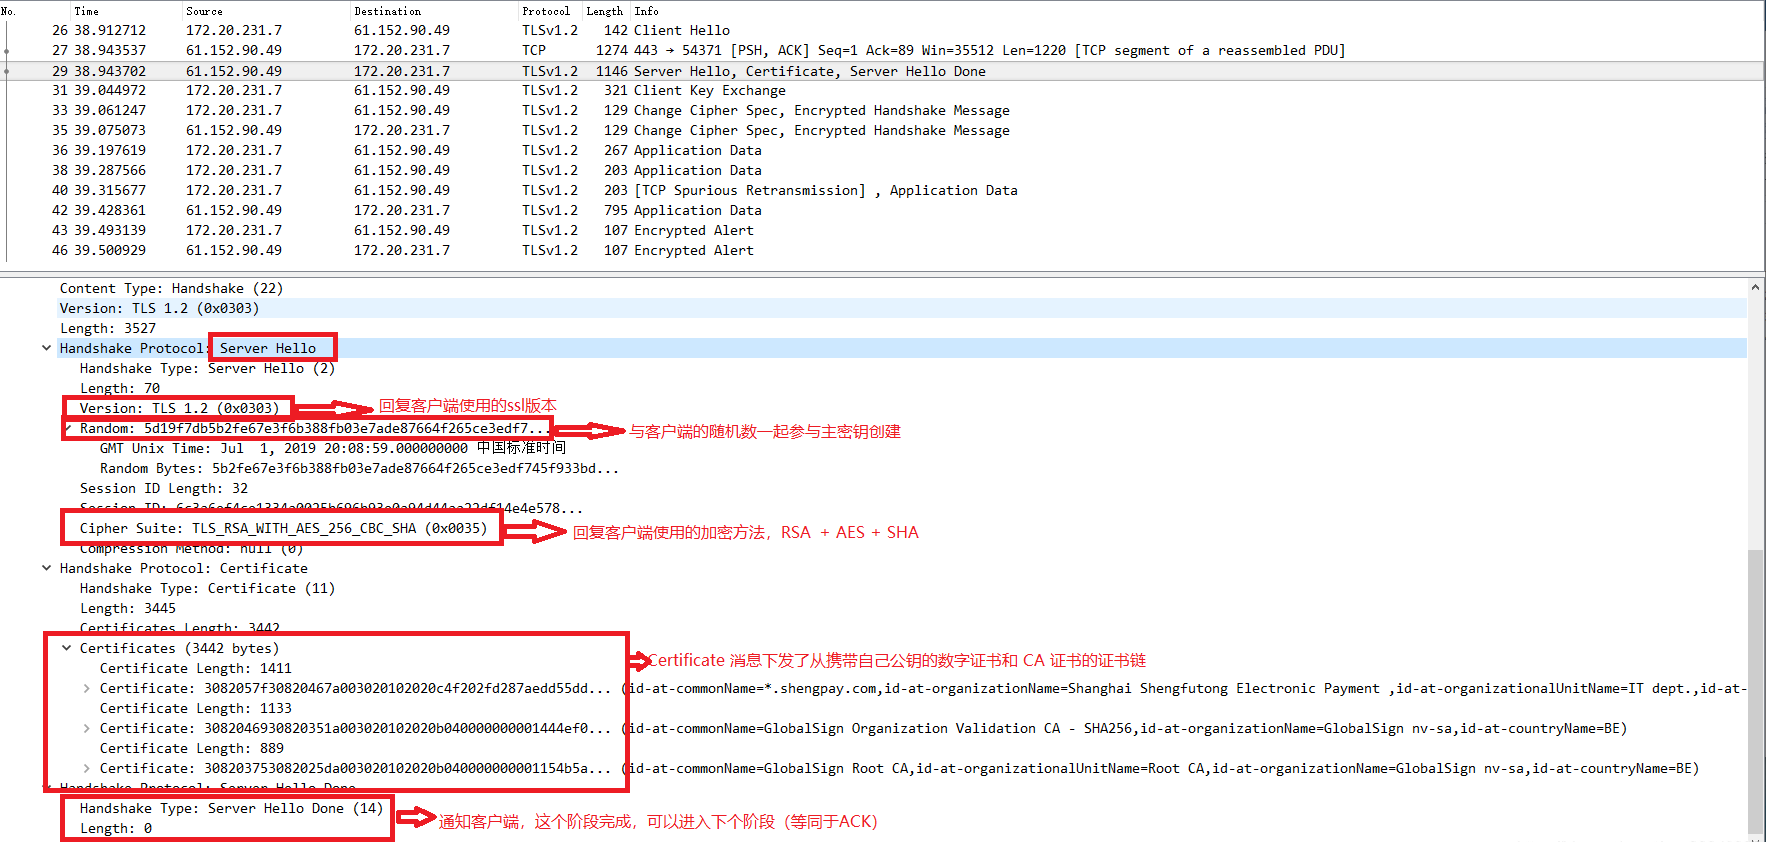 No. Time Source Destination Protocol Length Info
26 38.912712 172.20.231.7 61.152.90.49 TLSv1.2 142 Client Hello
27 38.943537 61.152.90.49 172.20.231.7 TCP 1274 443 → 54371 [PSH, ACK] Seq=1 Ack=89 Win=35512 Len=1220 [TCP segment of a reassembled PDU]
29 38.943702 61.152.90.49 172.20.231.7 TLSv1.2 1146 Server Hello, Certificate, Server Hello Done
31 39.044972 172.20.231.7 61.152.90.49 TLSv1.2 321 Client Key Exchange
33 39.061247 172.20.231.7 61.152.90.49 TLSv1.2 129 Change Cipher Spec, Encrypted Handshake Message
35 39.075073 61.152.90.49 172.20.231.7 TLSv1.2 129 Change Cipher Spec, Encrypted Handshake Message
36 39.197619 172.20.231.7 61.152.90.49 TLSv1.2 267 Application Data
38 39.287566 172.20.231.7 61.152.90.49 TLSv1.2 203 Application Data
40 39.315677 172.20.231.7 61.152.90.49 TLSv1.2 203 [TCP Spurious Retransmission] , Application Data
42 39.428361 61.152.90.49 172.20.231.7 TLSv1.2 795 Application Data
43 39.493139 172.20.231.7 61.152.90.49 TLSv1.2 107 Encrypted Alert
46 39.500929 61.152.90.49 172.20.231.7 TLSv1.2 107 Encrypted Alert
Content Type: Handshake (22)
Version: TLS 1.2 (0x0303)
Length: 3527
Handshake Protocol: Server Hello
Handshake Type: Server Hello (2)
Length: 70
Version: TLS 1.2 (0x0303) 回复客户端使用的ssl版本
Random: 5d19f7db5b2fe67e3f6b388fb03e7ade87664f265ce3edf7... 与客户端的随机数一起参与主密钥创建
GMT Unix Time: Jul 1, 2019 20:08:59.000000000 中国标准时间
Random Bytes: 5b2fe67e3f6b388fb03e7ade87664f265ce3edf745f933bd...
Session ID Length: 32
Cipher Suite: TLS_RSA_WITH_AES_256_CBC_SHA (0x0035) 回复客户端使用的加密方法，RSA + AES + SHA
Compression Method: null (0)
Handshake Protocol: Certificate
Handshake Type: Certificate (11)
Length: 3445
Certificates Length: 3442
Certificates (3442 bytes) Certificate 消息下发了从携带自己公钥的数字证书和 CA 证书的证书链
Certificate Length: 1411
Certificate: 3082057f30820467a003020102020c4f202fd287aedd55dd... (id-at-commonName=*.shengpay.com,id-at-organizationName=Shanghai Shengfutong Electronic Payment ,id-at-organizationalUnitName=IT dept.,id-at-
Certificate Length: 1133
Certificate: 3082046930820351a003020102020b040000000001444ef0... (id-at-commonName=GlobalSign Organization Validation CA - SHA256,id-at-organizationName=GlobalSign nv-sa,id-at-countryName=BE)
Certificate Length: 889
Certificate: 308203753082025da003020102020b040000000001154b5a... (id-at-commonName=GlobalSign Root CA,id-at-organizationalUnitName=Root CA,id-at-organizationName=GlobalSign nv-sa,id-at-countryName=BE)
Handshake Protocol: Server Hello Done
Handshake Type: Server Hello Done (14)
Length: 0 通知客户端，这个阶段完成，可以进入下个阶段（等同于ACK）